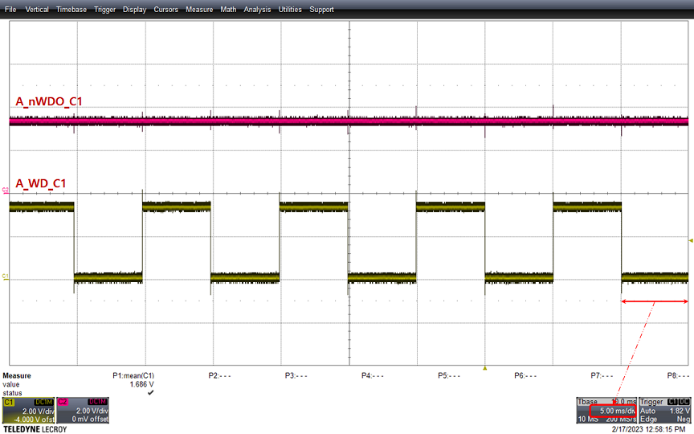 File Vertical Timebase Trigger Display Cursors Measure Math Analysis Utilities Support
A_nWDO_C1
A_WD_C1
Measure P1:mean(C1) P2:- - - P3:- - - P4:- - - P5:- - - P6:- - - P7:- - - P8:- - -
value 1.686 V
status
C1 DC1M C2 DC1M Tbase Trigger C1 DC
2.00 V/div 2.00 V/div 5.00 ms/div Auto 1.82 V
-4.000 V ofst 0 mV offset 10 MS 200 MS/s Edge Neg
TELEDYNE LECROY 2/17/2023 12:58:15 PM